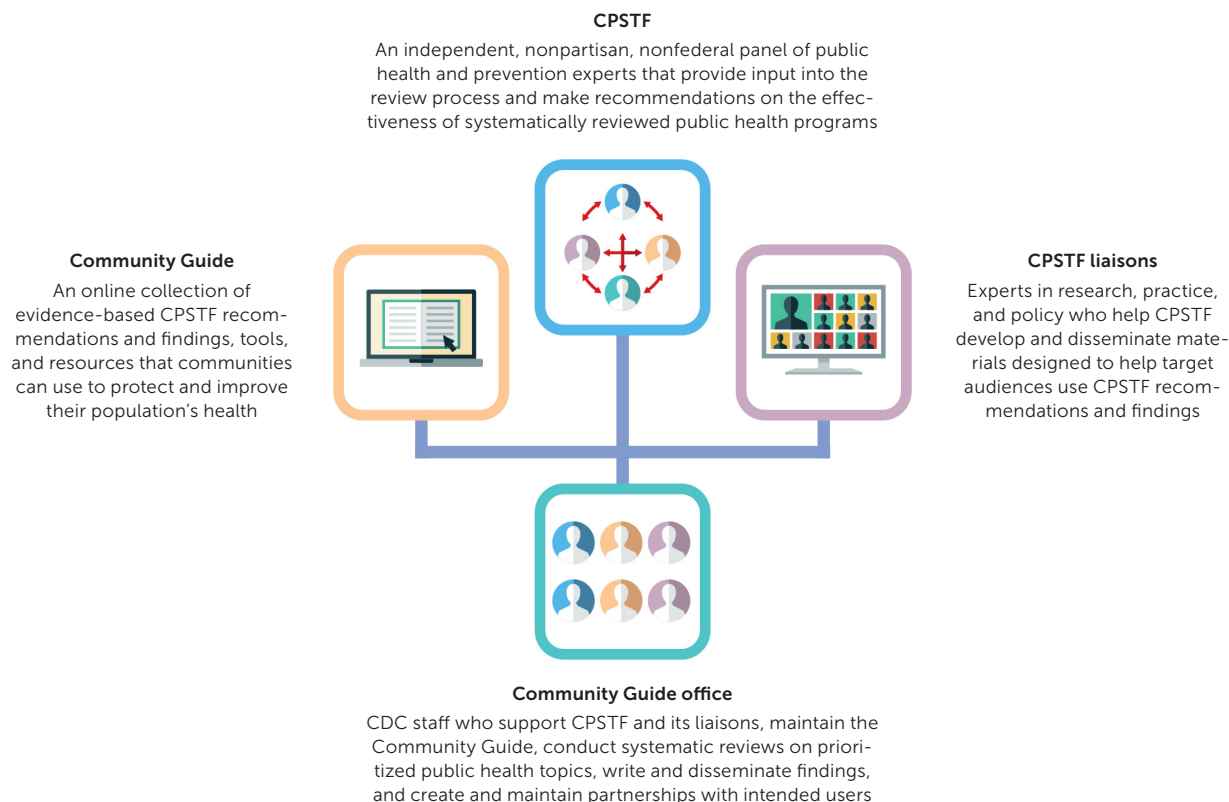 CPSTF
An independent, nonpartisan, nonfederal panel of public
health and prevention experts that provide input into the
review process and make recommendations on the effec-
tiveness of systematically reviewed public health programs
Community Guide
An online collection of
evidence-based CPSTF recom-
mendations and findings, tools,
and resources that communities
can use to protect and improve
their population’s health
CPSTF liaisons
Experts in research, practice,
and policy who help CPSTF
develop and disseminate mate-
rials designed to help target
audiences use CPSTF recom-
mendations and findings
Community Guide office
CDC staff who support CPSTF and its liaisons, maintain the
Community Guide, conduct systematic reviews on priori-
tized public health topics, write and disseminate findings,
and create and maintain partnerships with intended users